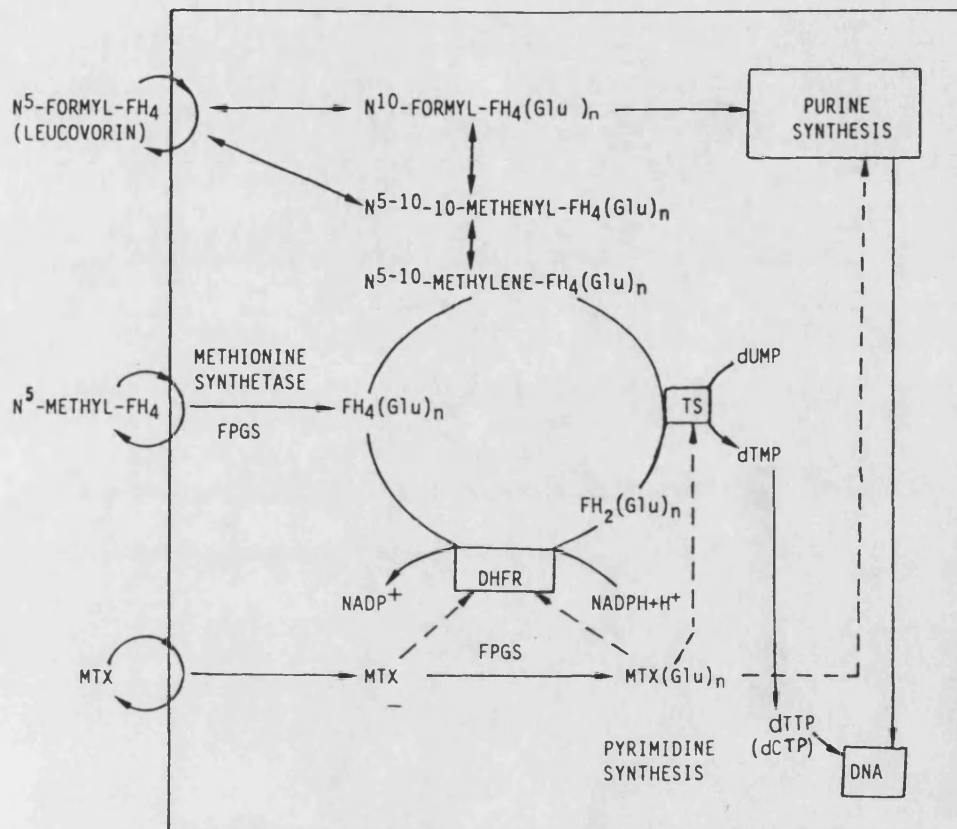 N5-FORMYL-FH4
(LEUCOVORIN)
N10-FORMYL-FH4(Glu )n
PURINE
SYNTHESIS
N5-10-10-METHENYL-FH4(Glu)n
N5-10-METHYLENE-FH4(Glu)n
METHIONINE
SYNTHETASE
N5-METHYL-FH4
FH4(Glu)n
FPGS
TS
dUMP
dTMP
FH2(Glu)n
DHFR
NADP+
NADPH+H+
MTX
MTX
FPGS
MTX(Glu)n
PYRIMIDINE
SYNTHESIS
dTTP
(dCTP)
DNA